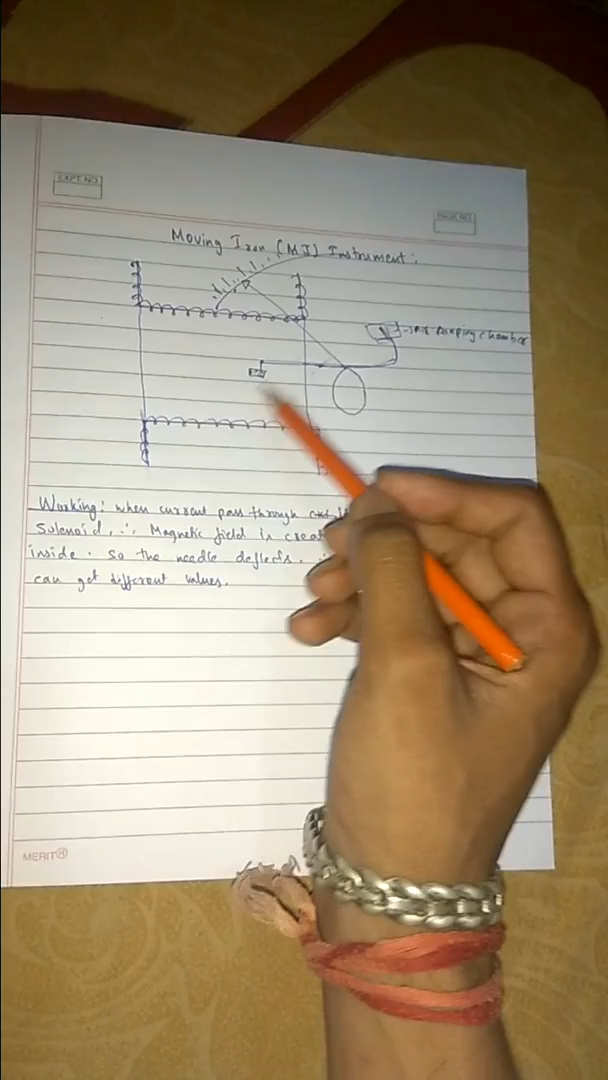 EXPT. NO.
PAGE NO.
Moving Iron (MI) Instrument:
Air Damping chamber
Working: when current pass through
Solenoid, ∴ Magnetic field is creat
inside. So the needle deflects.
can get different values.
MERIT®